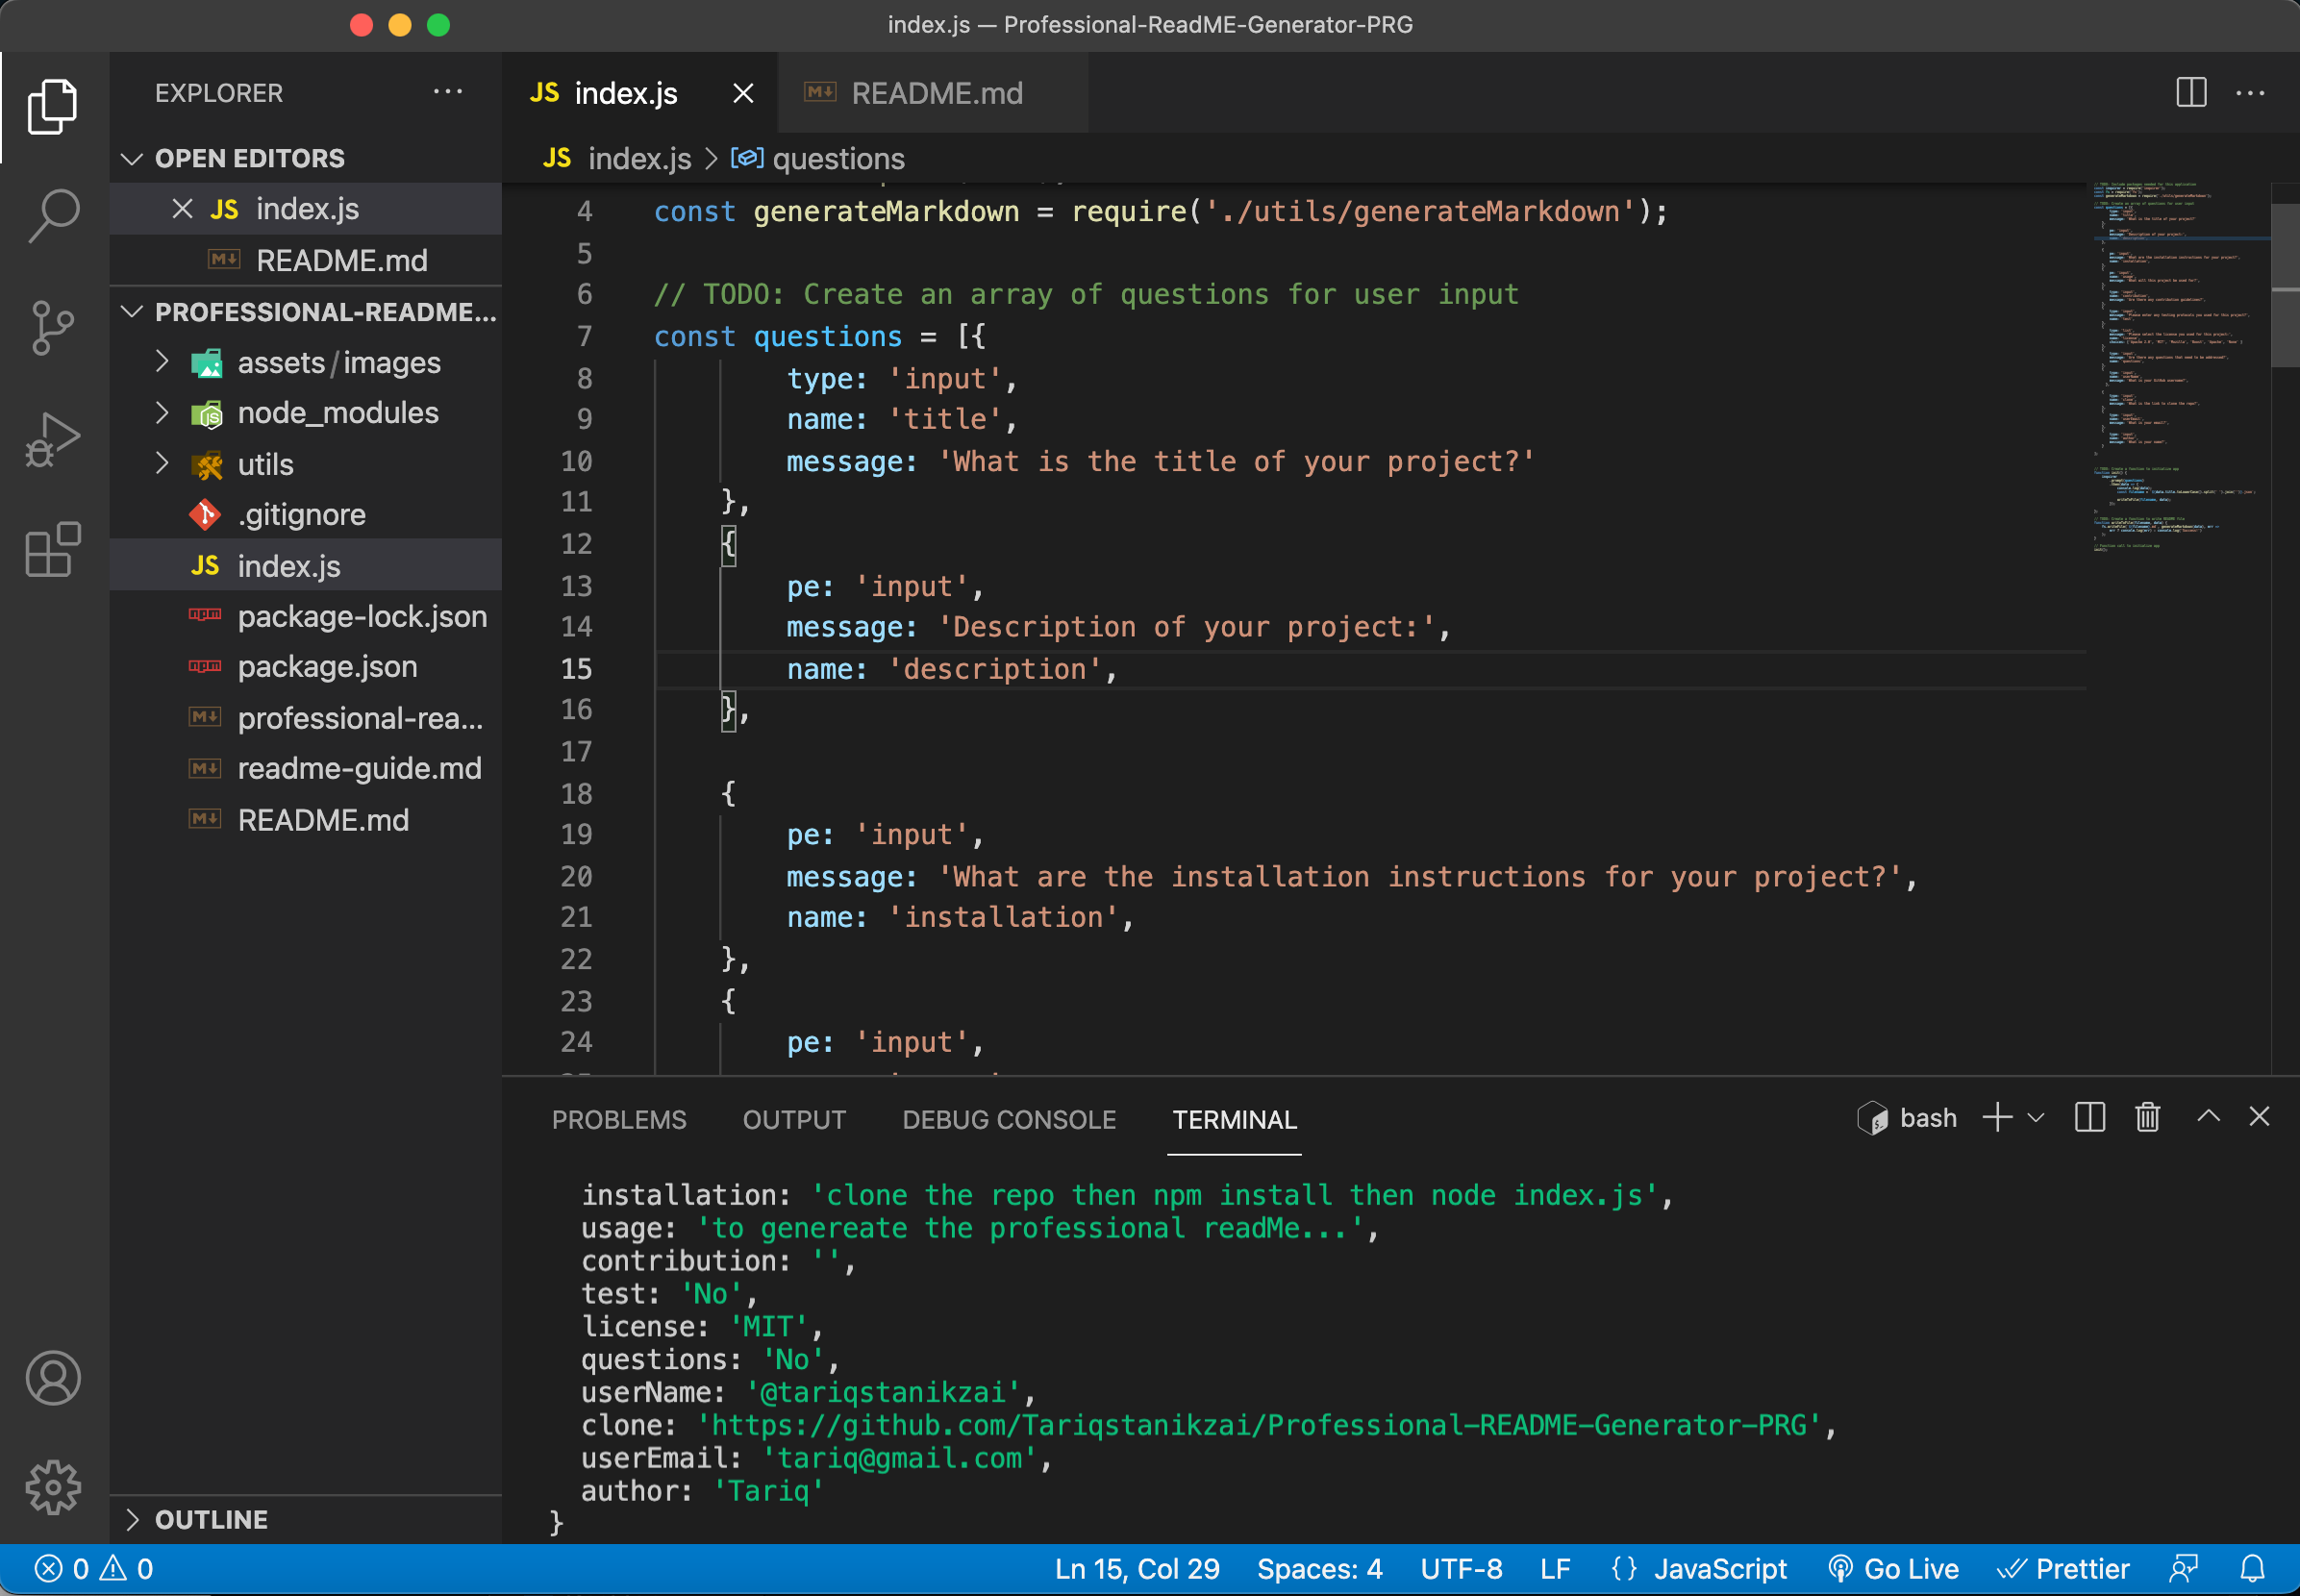 index.js — Professional-ReadME-Generator-PRG
EXPLORER
OPEN EDITORS
JS index.js
README.md
PROFESSIONAL-README...
assets/images
node_modules
utils
.gitignore
JS index.js
package-lock.json
package.json
professional-rea...
readme-guide.md
README.md
OUTLINE
JS index.js
README.md
JS index.js > questions
4 const generateMarkdown = require('./utils/generateMarkdown');
5
6 // TODO: Create an array of questions for user input
7 const questions = [{
8 type: 'input',
9 name: 'title',
10 message: 'What is the title of your project?'
11 },
12 {
13 pe: 'input',
14 message: 'Description of your project:',
15 name: 'description',
16 },
17
18 {
19 pe: 'input',
20 message: 'What are the installation instructions for your project?',
21 name: 'installation',
22 },
23 {
24 pe: 'input',
PROBLEMS OUTPUT DEBUG CONSOLE TERMINAL
bash
installation: 'clone the repo then npm install then node index.js',
usage: 'to genereate the professional readMe...',
contribution: '',
test: 'No',
license: 'MIT',
questions: 'No',
userName: '@tariqstanikzai',
clone: 'https://github.com/Tariqstanikzai/Professional-README-Generator-PRG',
userEmail: 'tariq@gmail.com',
author: 'Tariq'
}
0 0
Ln 15, Col 29 Spaces: 4 UTF-8 LF {} JavaScript Go Live Prettier